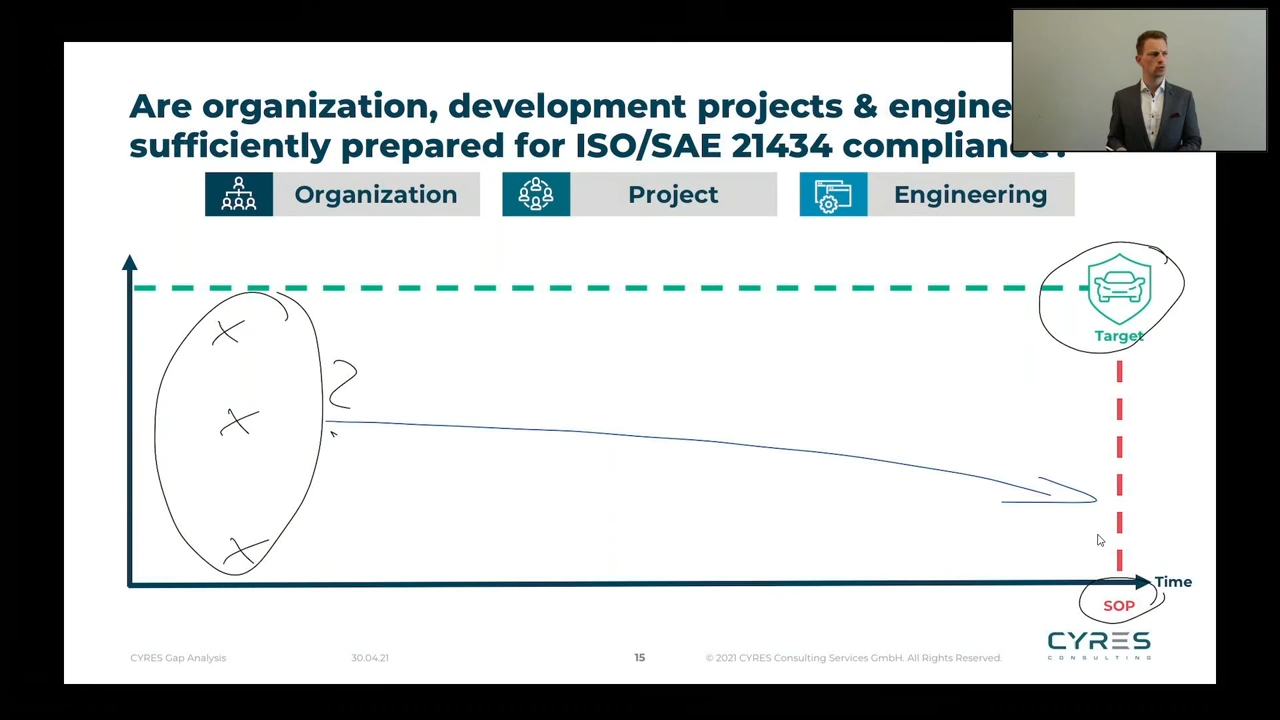 Are organization, development projects & engine
sufficiently prepared for ISO/SAE 21434 compliance?
Organization
Project
Engineering
?
Target
Time
SOP
CYRES
CONSULTING
CYRES Gap Analysis
30.04.21
15
© 2021 CYRES Consulting Services GmbH. All Rights Reserved.